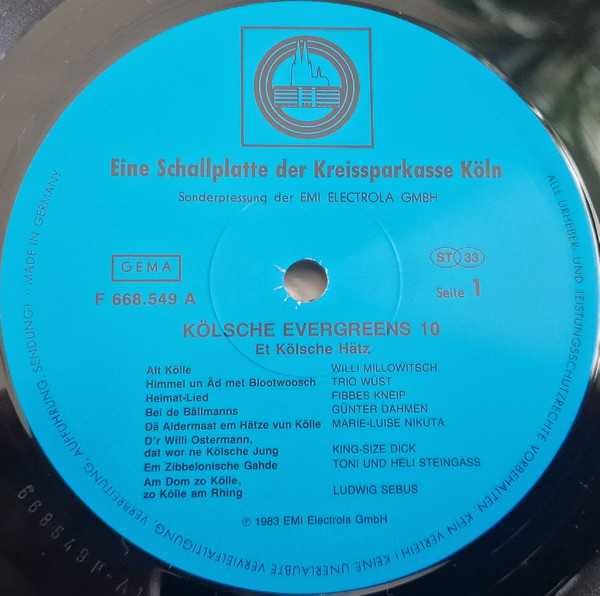 Eine Schallplatte der Kreissparkasse Köln
Sonderpressung der EMI ELECTROLA GMBH
GEMA
ST 33
F 668.549 A
Seite 1
KÖLSCHE EVERGREENS 10
Et Kölsche Hätz
Alt Kölle WILLI MILLOWITSCH
Himmel un Äd met Blootwoosch TRIO WÜST
Heimat-Lied FIBBES KNEIP
Bei de Bällmanns GÜNTER DAHMEN
Dä Aldermaat em Hätze vun Kölle MARIE-LUISE NIKUTA
D'r Willi Ostermann,
dat wor ne Kölsche Jung KING-SIZE DICK
Em Zibbelonische Gahde TONI UND HELI STEINGASS
Am Dom zo Kölle,
zo Kölle am Rhing LUDWIG SEBUS
℗ 1983 EMI Electrola GmbH
ALLE URHEBER- UND LEISTUNGSSCHUTZRECHTE VORBEHALTEN. KEIN VERLEIH! KEINE UNERLAUBTE VERVIELFÄLTIGUNG, VERBREITUNG, AUFFÜHRUNG, SENDUNG! • MADE IN GERMANY